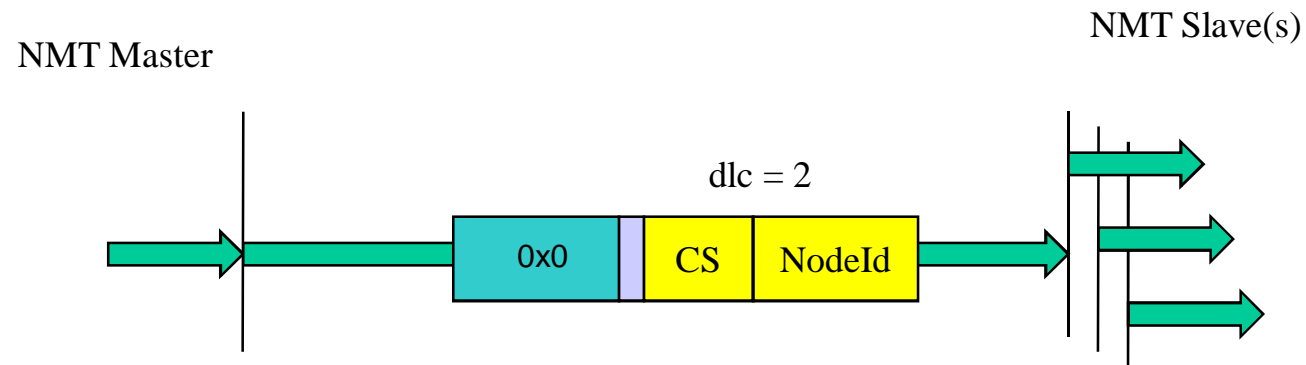 NMT Master
NMT Slave(s)
dlc = 2
0x0
CS
NodeId